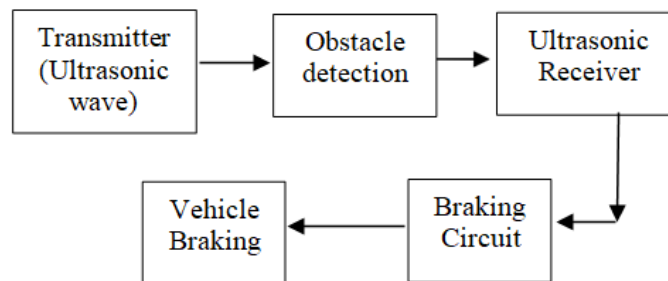 Transmitter
(Ultrasonic
wave)
Obstacle
detection
Ultrasonic
Receiver
Braking
Circuit
Vehicle
Braking